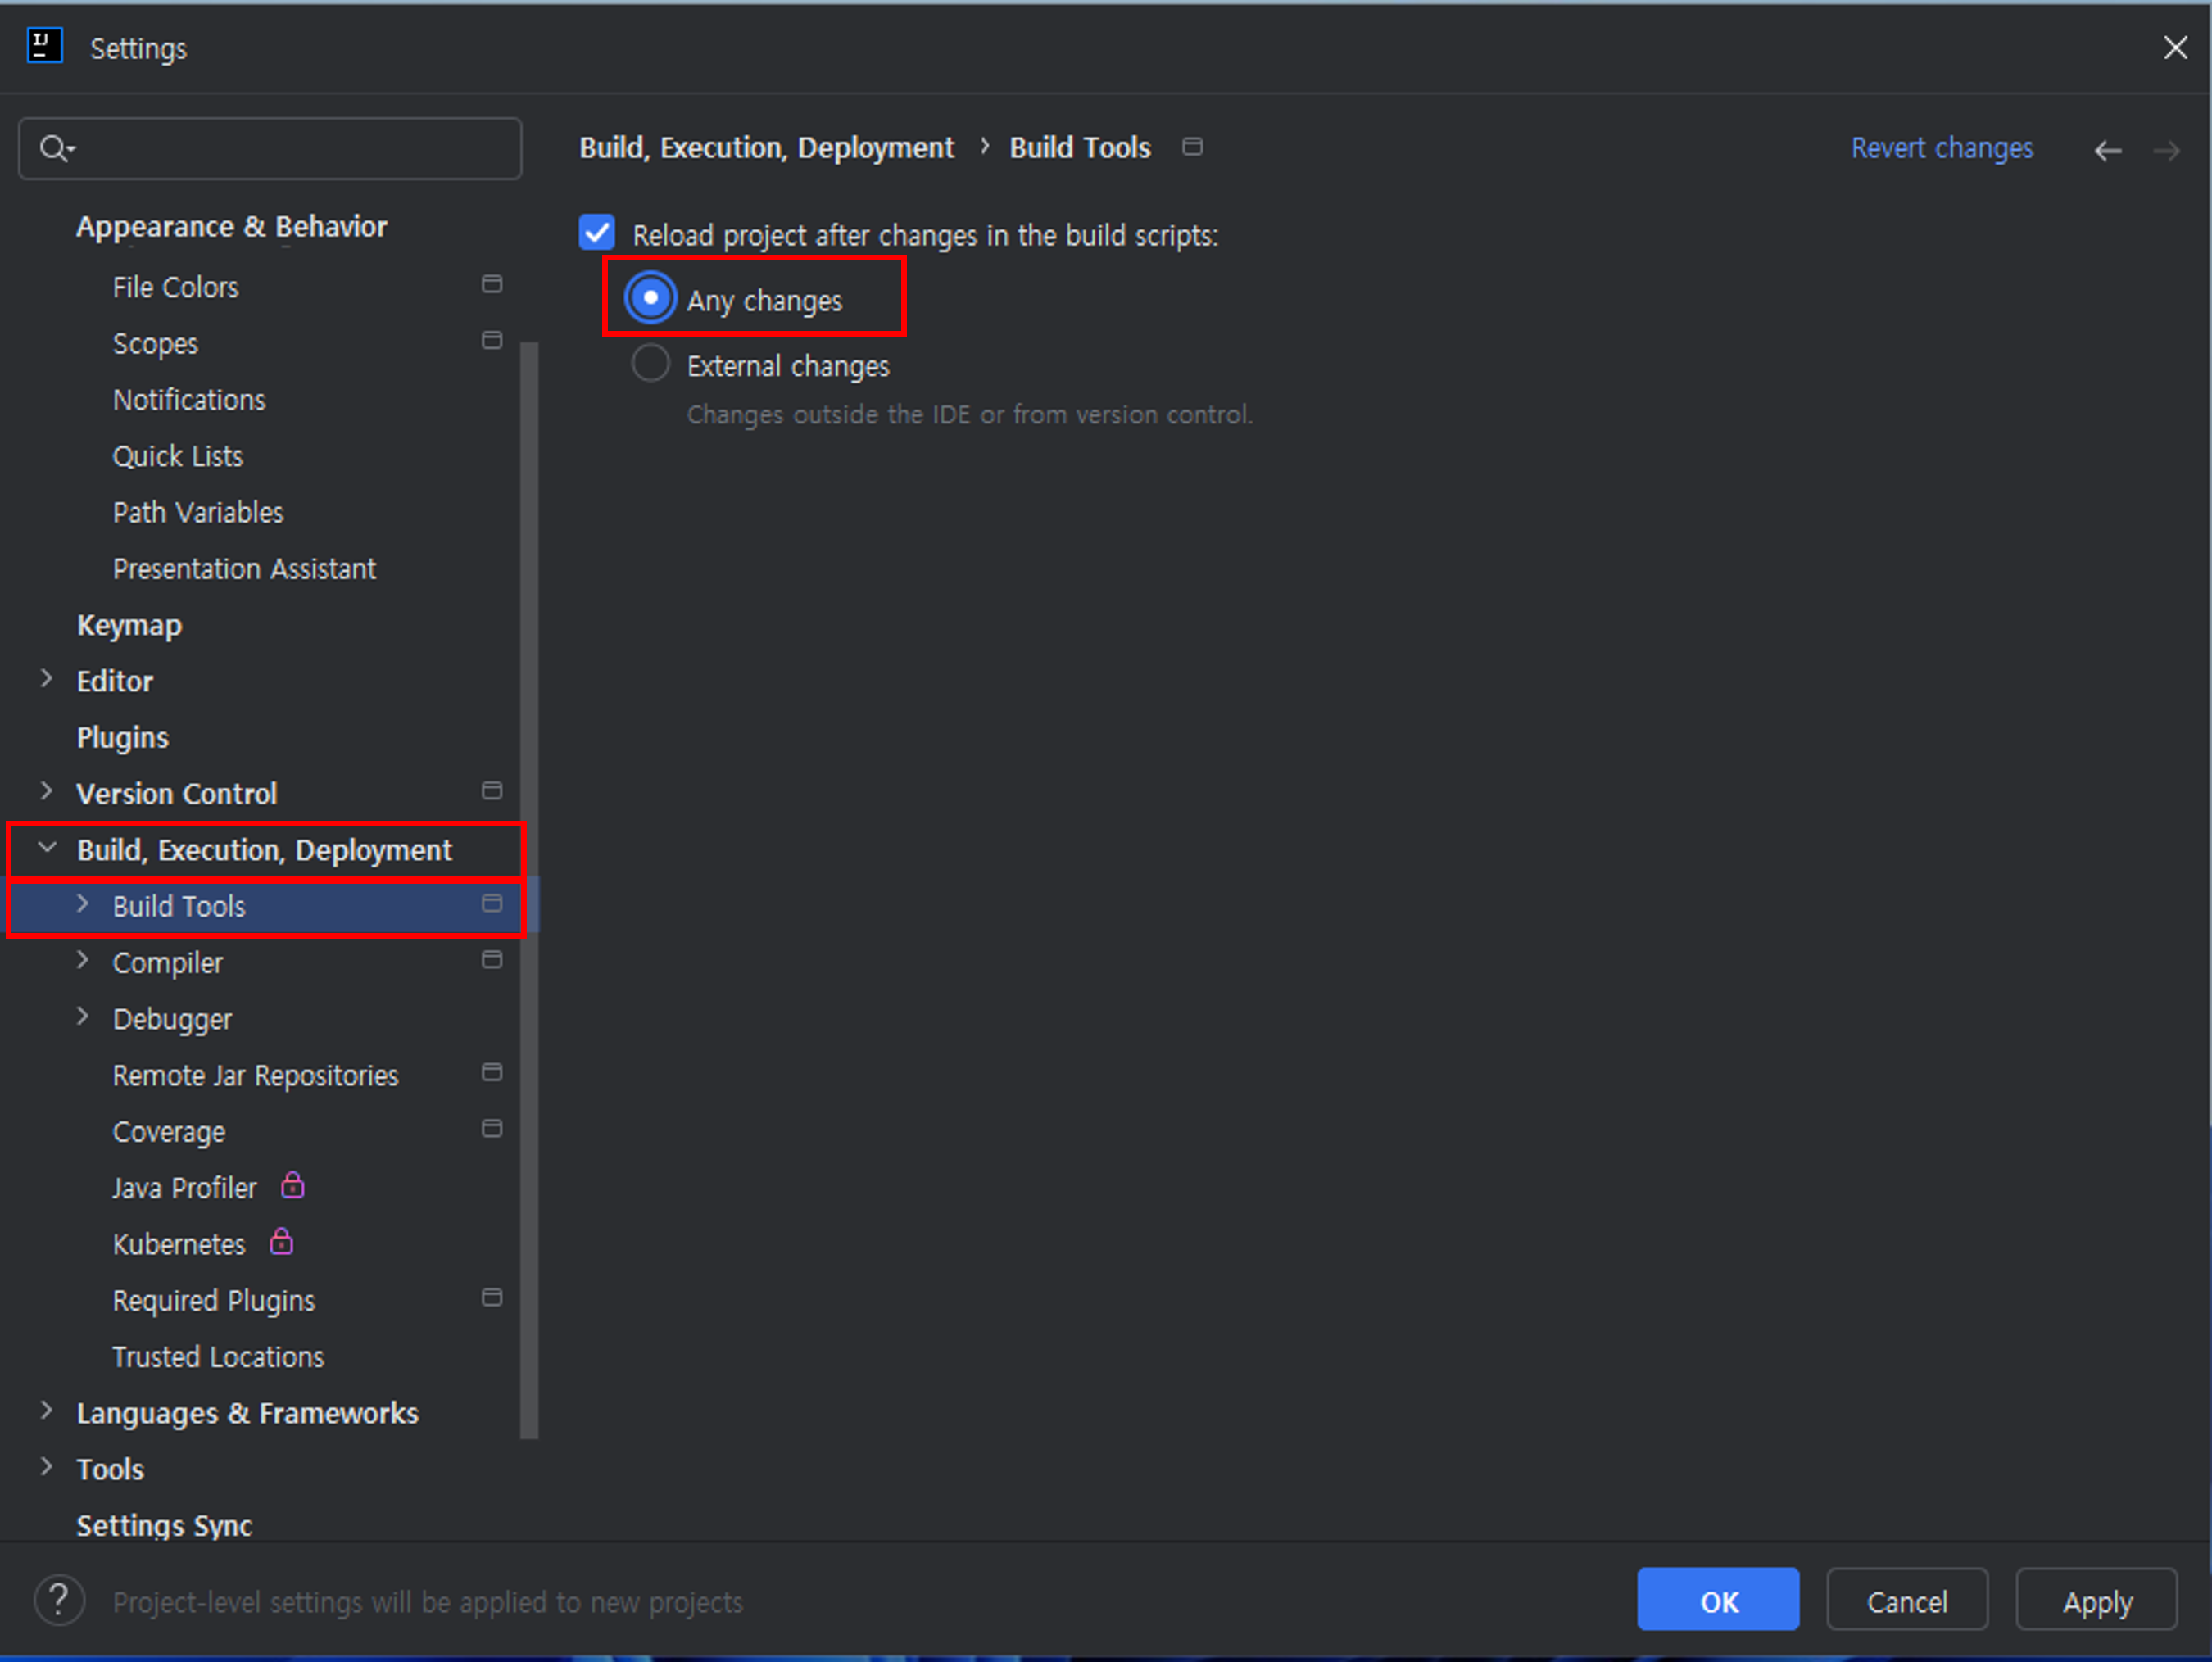 IJ
Settings
Build, Execution, Deployment › Build Tools
Revert changes
Appearance & Behavior
File Colors
Scopes
Notifications
Quick Lists
Path Variables
Presentation Assistant
Keymap
Editor
Plugins
Version Control
Build, Execution, Deployment
Build Tools
Compiler
Debugger
Remote Jar Repositories
Coverage
Java Profiler
Kubernetes
Required Plugins
Trusted Locations
Languages & Frameworks
Tools
Settings Sync
Reload project after changes in the build scripts:
Any changes
External changes
Changes outside the IDE or from version control.
?
Project-level settings will be applied to new projects
OK
Cancel
Apply